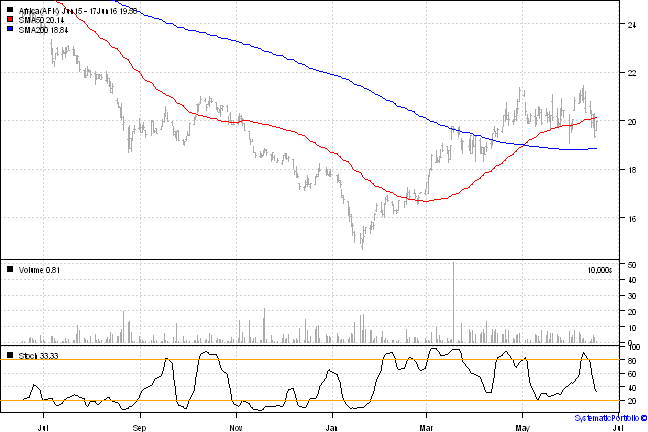 Africa(AFK) Jun15 - 17Jun16 19.58
SMA50 20.14
SMA200 18.84
24
22
20
18
16
Volume 0.81
10,000s
50
40
30
20
10
0
Stoch 33.33
100
80
60
40
20
Jul
Sep
Nov
Jan
Mar
May
Jul
SystematicPortfolio ©